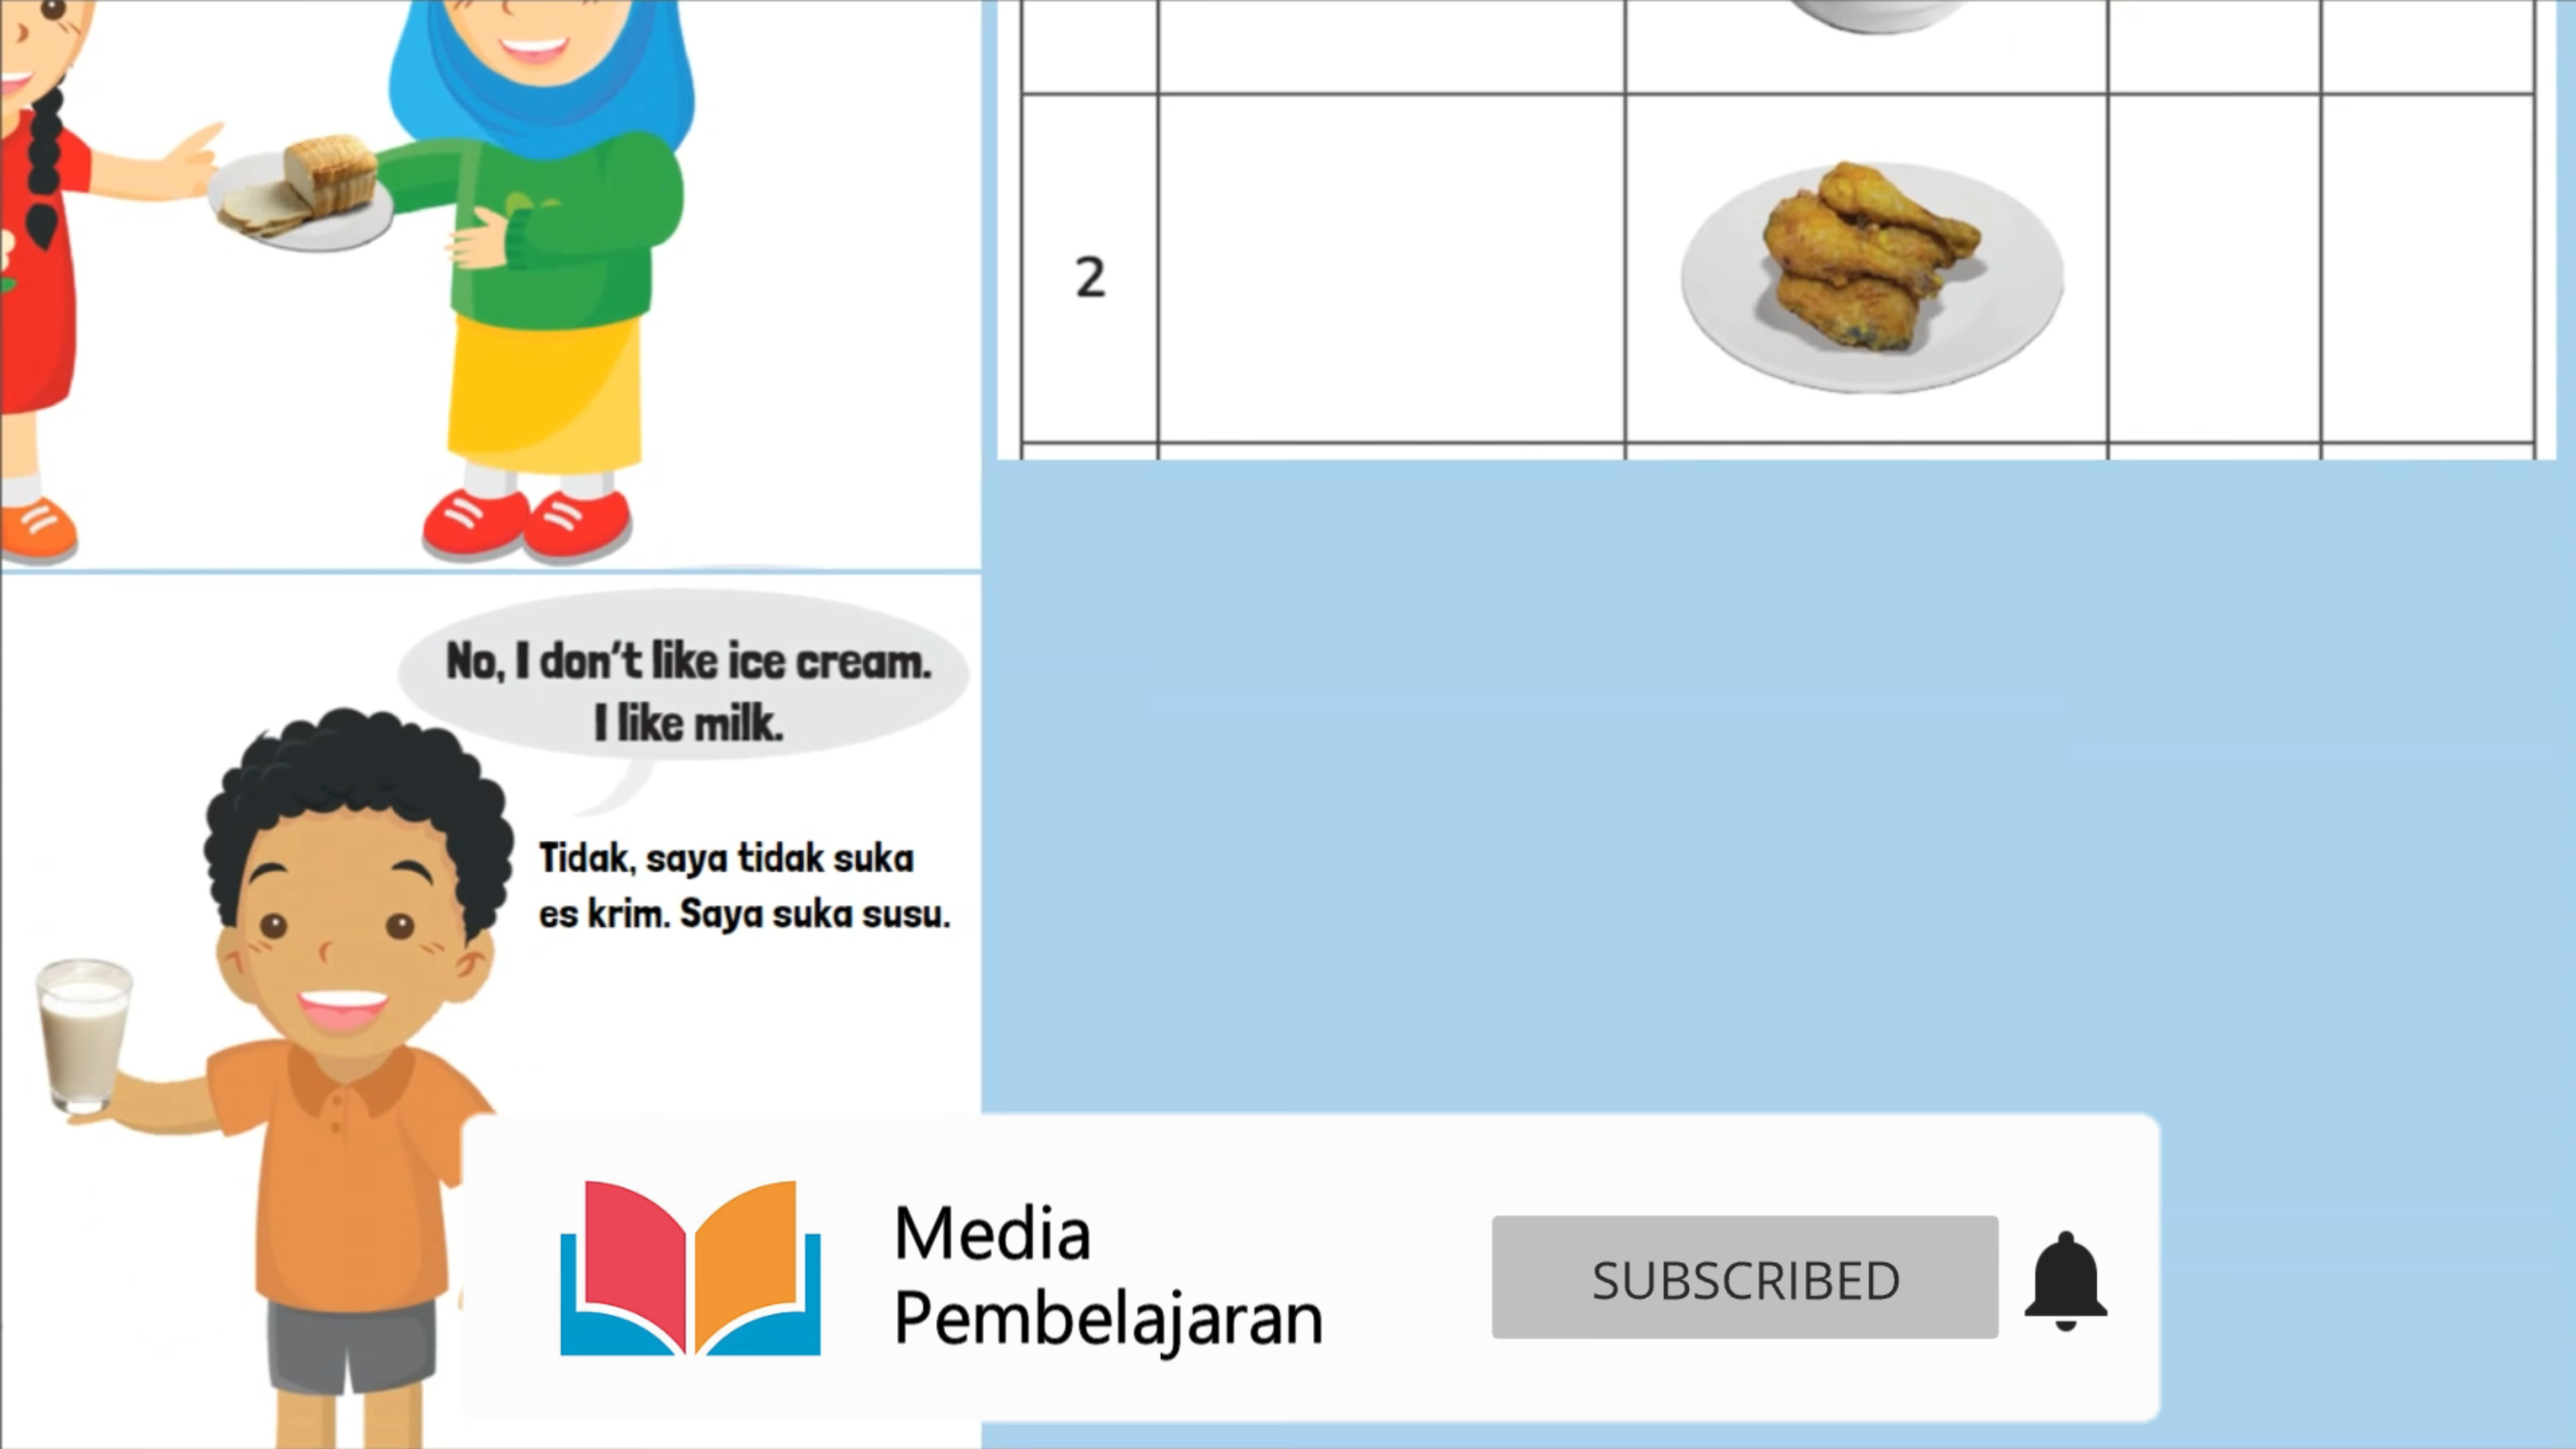 2
No, I don't like ice cream.
I like milk.
Tidak, saya tidak suka
es krim. Saya suka susu.
Media
Pembelajaran
SUBSCRIBED